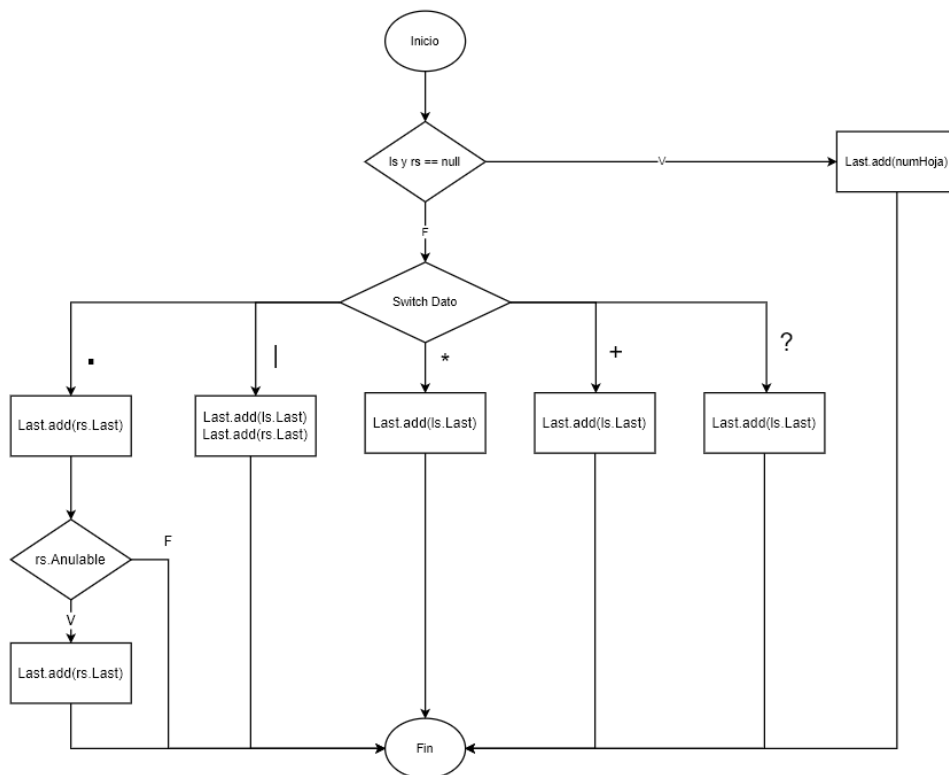 Inicio
ls y rs == null
V
Last.add(numHoja)
F
Switch Dato
.
|
*
+
?
Last.add(rs.Last)
Last.add(ls.Last)
Last.add(rs.Last)
Last.add(ls.Last)
Last.add(ls.Last)
Last.add(ls.Last)
rs.Anulable
F
V
Last.add(rs.Last)
Fin